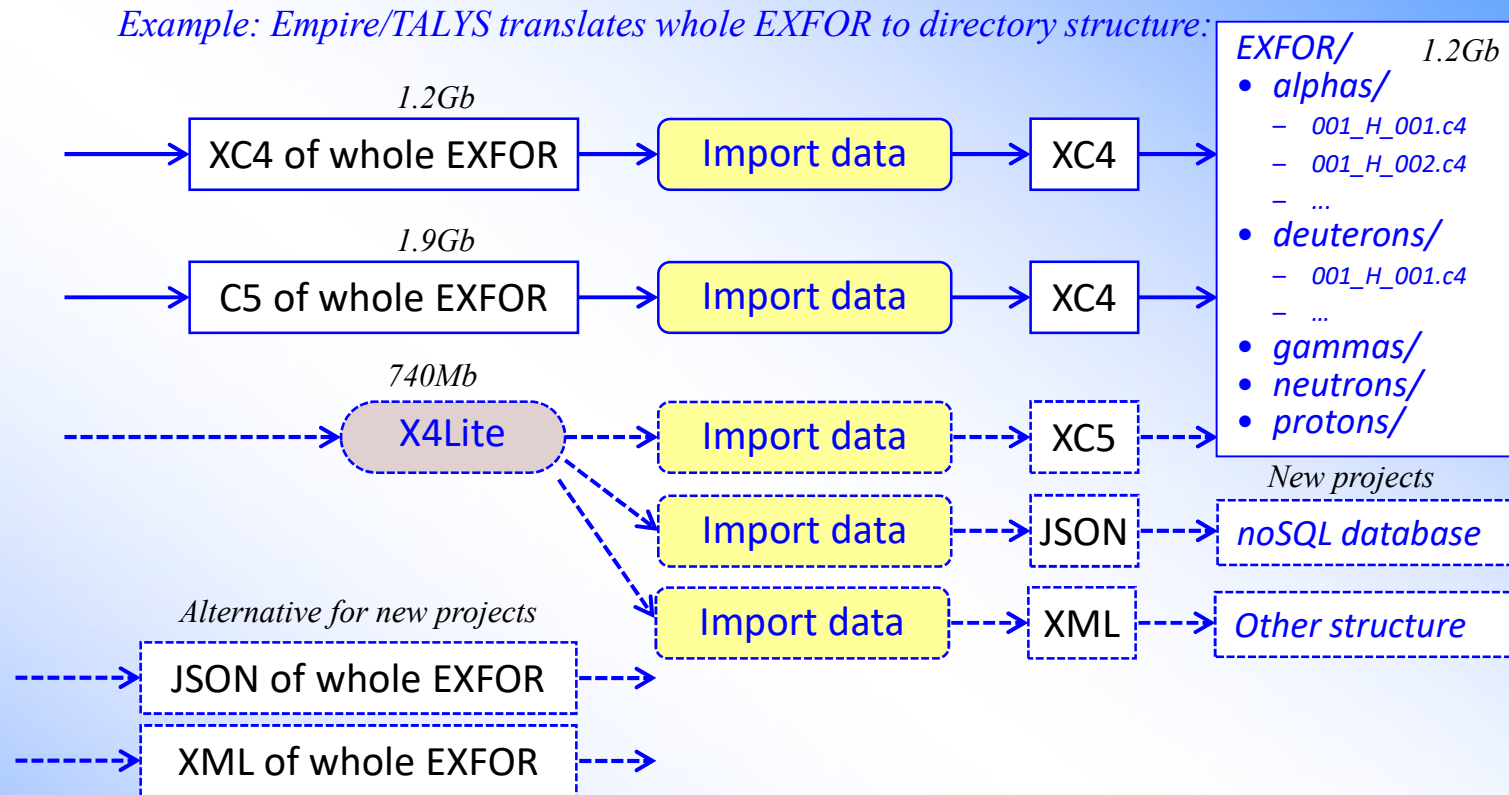 Example: Empire/TALYS translates whole EXFOR to directory structure:
1.2Gb
XC4 of whole EXFOR
Import data
XC4
1.9Gb
C5 of whole EXFOR
Import data
XC4
EXFOR/ 1.2Gb
• alphas/
– 001_H_001.c4
– 001_H_002.c4
– ...
• deuterons/
– 001_H_001.c4
– ...
• gammas/
• neutrons/
• protons/
740Mb
X4Lite
Import data
XC5
New projects
Import data
JSON
noSQL database
Import data
XML
Other structure
Alternative for new projects
JSON of whole EXFOR
XML of whole EXFOR